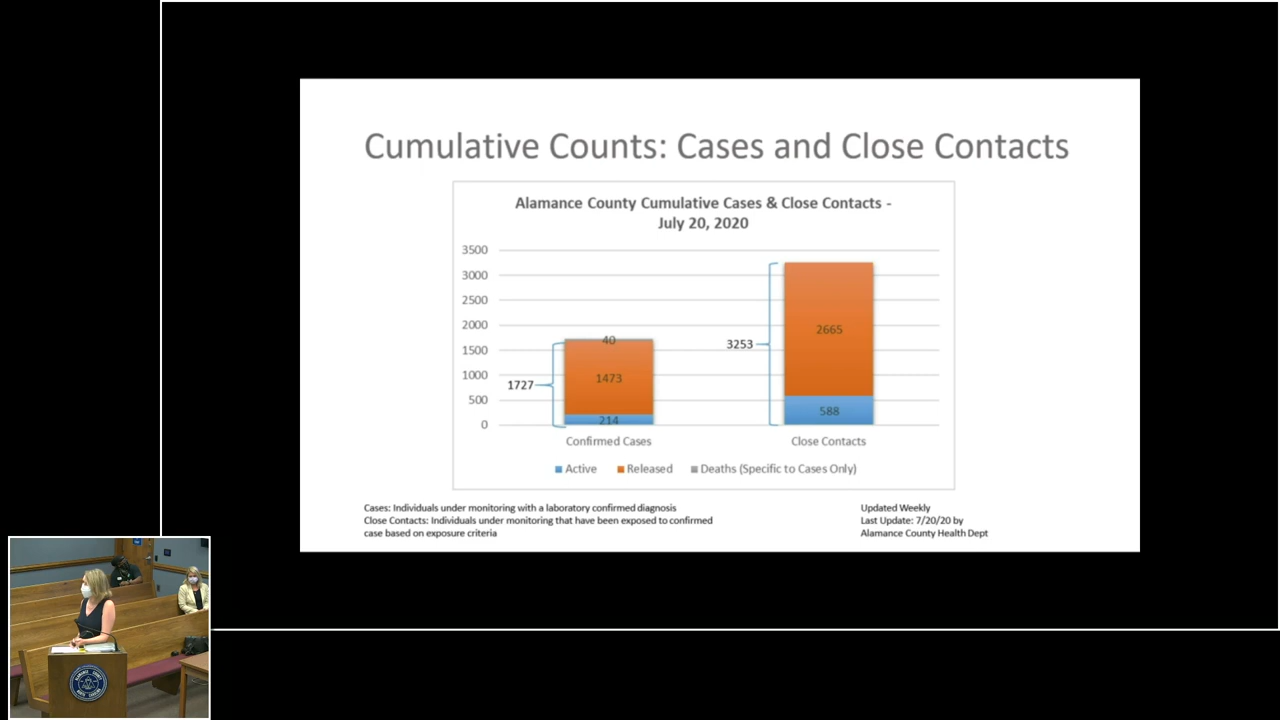 Cumulative Counts: Cases and Close Contacts
Alamance County Cumulative Cases & Close Contacts -
July 20, 2020
3500
3000
2500
2000
1500
1000
500
0
40
1473
214
1727
2665
588
3253
Confirmed Cases
Close Contacts
Active
Released
Deaths (Specific to Cases Only)
Cases: Individuals under monitoring with a laboratory confirmed diagnosis
Close Contacts: Individuals under monitoring that have been exposed to confirmed
case based on exposure criteria
Updated Weekly
Last Update: 7/20/20 by
Alamance County Health Dept
ALAMANCE COUNTY
NORTH CAROLINA